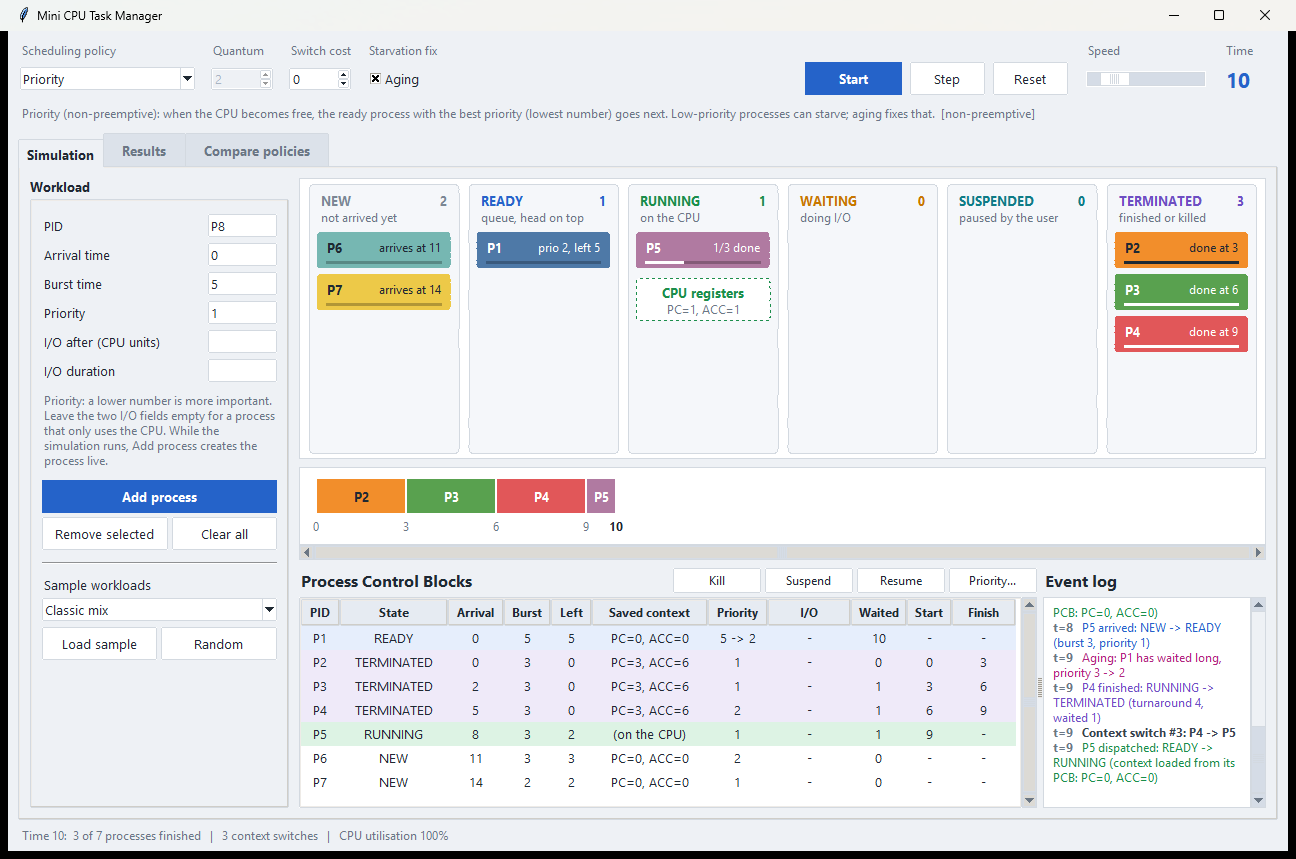 Mini CPU Task Manager
Scheduling policy
Quantum
Switch cost
Starvation fix
Speed
Time
Priority
2
0
Aging
Start
Step
Reset
10
Priority (non-preemptive): when the CPU becomes free, the ready process with the best priority (lowest number) goes next. Low-priority processes can starve; aging fixes that. [non-preemptive]
Simulation
Results
Compare policies
Workload
PID
P8
Arrival time
0
Burst time
5
Priority
1
I/O after (CPU units)
I/O duration
Priority: a lower number is more important.
Leave the two I/O fields empty for a process
that only uses the CPU. While the
simulation runs, Add process creates the
process live.
Add process
Remove selected
Clear all
Sample workloads
Classic mix
Load sample
Random
NEW 2
not arrived yet
P6 arrives at 11
P7 arrives at 14
READY 1
queue, head on top
P1 prio 2, left 5
RUNNING 1
on the CPU
P5 1/3 done
CPU registers
PC=1, ACC=1
WAITING 0
doing I/O
SUSPENDED 0
paused by the user
TERMINATED 3
finished or killed
P2 done at 3
P3 done at 6
P4 done at 9
P2 P3 P4 P5
0 3 6 9 10
Process Control Blocks
Kill
Suspend
Resume
Priority...
PID State Arrival Burst Left Saved context Priority I/O Waited Start Finish
P1 READY 0 5 5 PC=0, ACC=0 5 -> 2 - 10 - -
P2 TERMINATED 0 3 0 PC=3, ACC=6 1 - 0 0 3
P3 TERMINATED 2 3 0 PC=3, ACC=6 1 - 1 3 6
P4 TERMINATED 5 3 0 PC=3, ACC=6 2 - 1 6 9
P5 RUNNING 8 3 2 (on the CPU) 1 - 1 9 -
P6 NEW 11 3 3 PC=0, ACC=0 2 - 0 - -
P7 NEW 14 2 2 PC=0, ACC=0 1 - 0 - -
Event log
PCB: PC=0, ACC=0)
t=8 P5 arrived: NEW -> READY
(burst 3, priority 1)
t=9 Aging: P1 has waited long,
priority 3 -> 2
t=9 P4 finished: RUNNING ->
TERMINATED (turnaround 4,
waited 1)
t=9 Context switch #3: P4 -> P5
t=9 P5 dispatched: READY ->
RUNNING (context loaded from its
PCB: PC=0, ACC=0)
Time 10: 3 of 7 processes finished | 3 context switches | CPU utilisation 100%